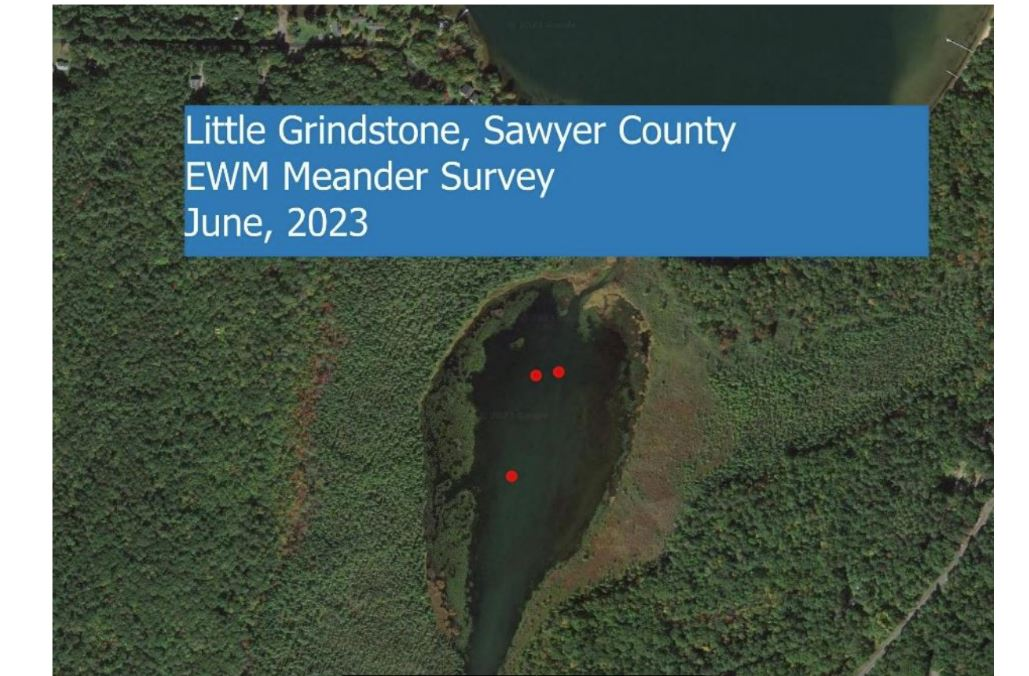 Little Grindstone, Sawyer County
EWM Meander Survey
June, 2023